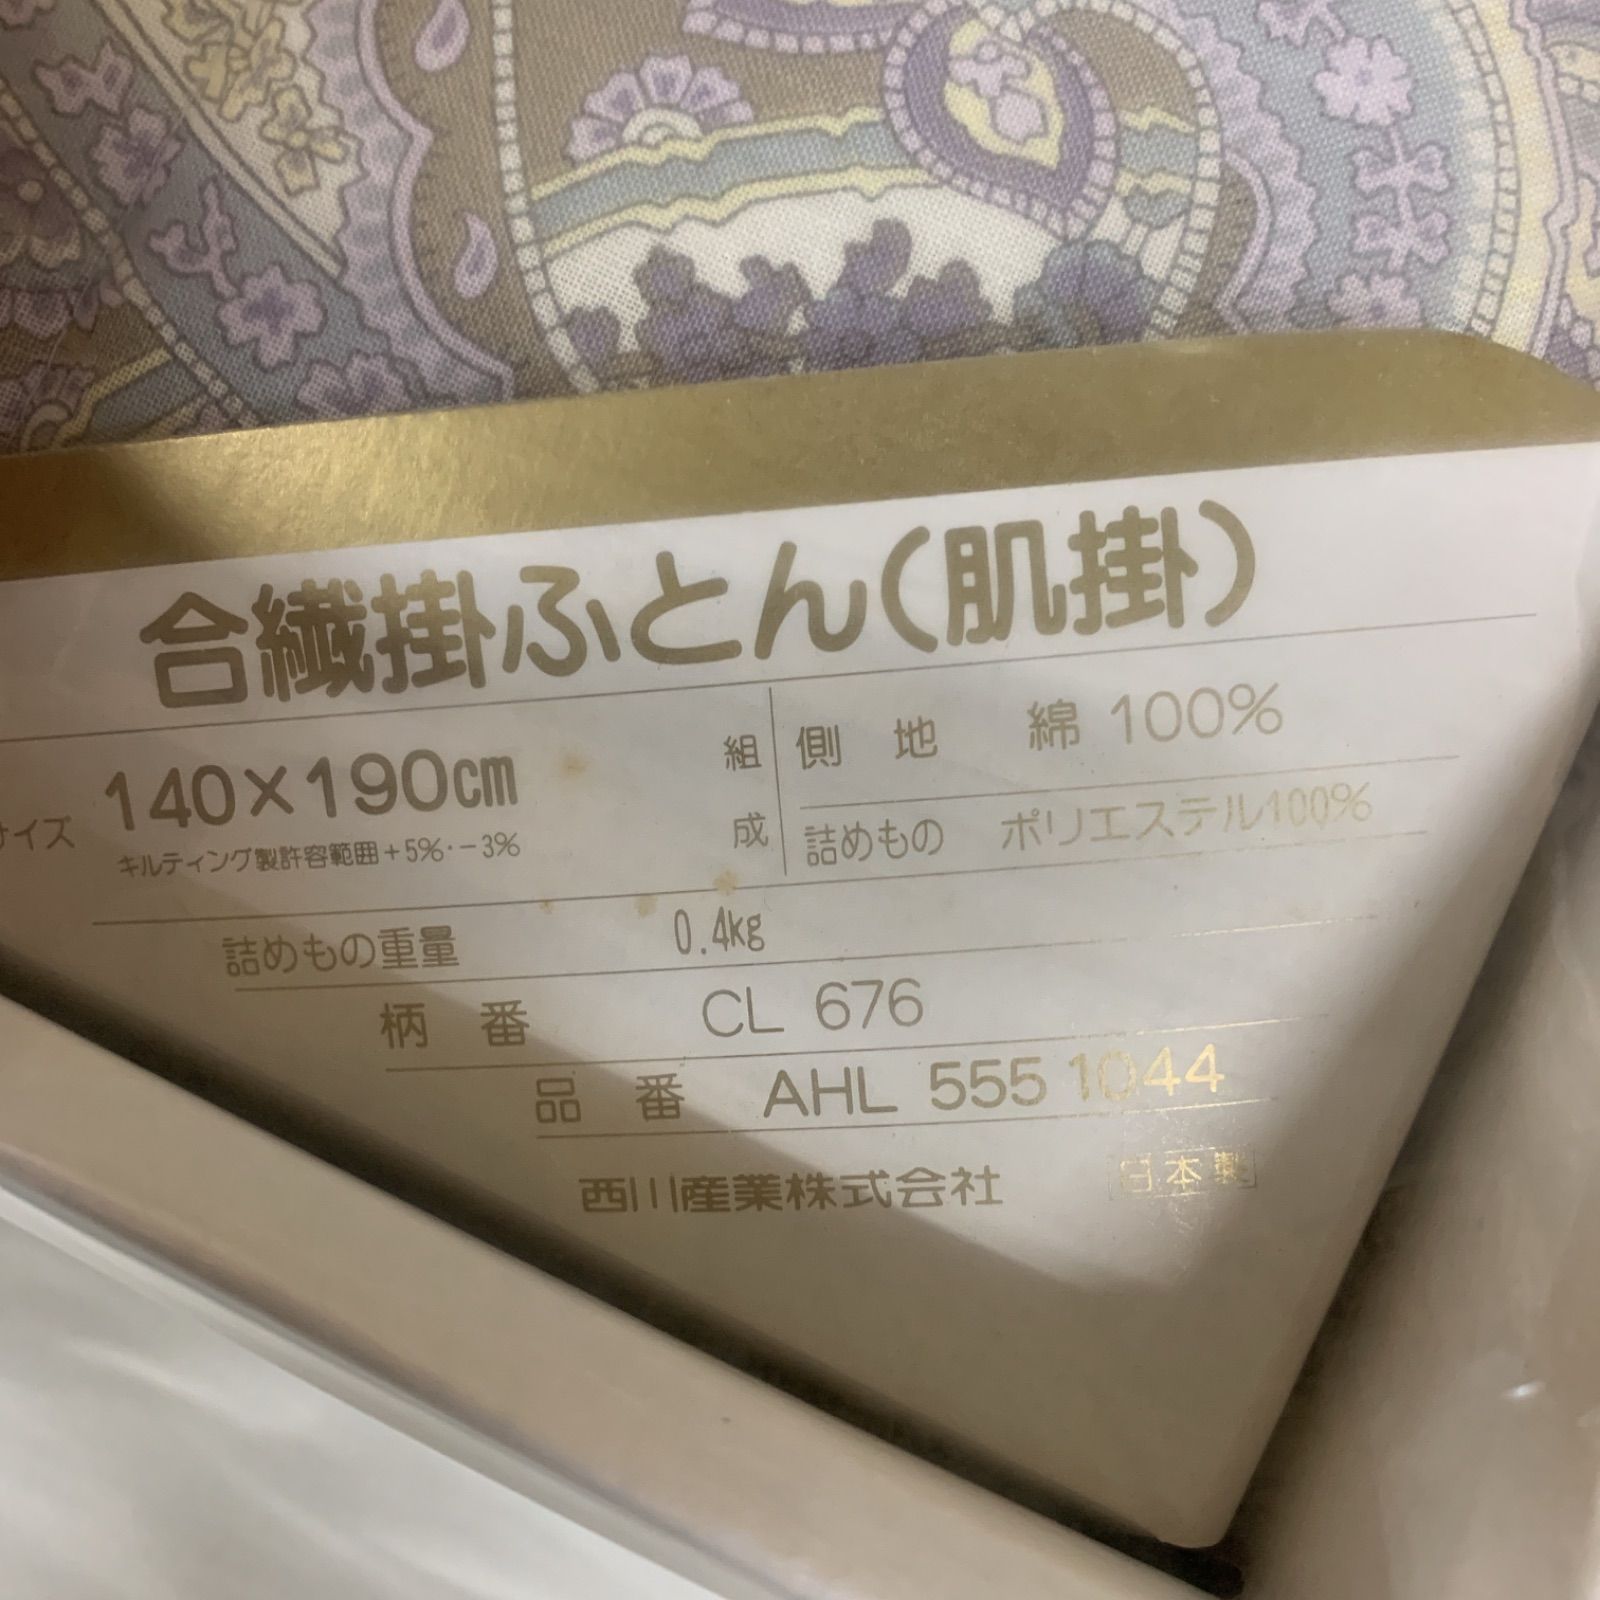 合繊掛ふとん(肌掛)
サイズ 140×190cm
キルティング製許容範囲+5%・−3%
組成
側地 綿 100%
詰めもの ポリエステル100%
詰めもの重量 0.4kg
柄番 CL 676
品番 AHL 555 1044
西川産業株式会社 日本製